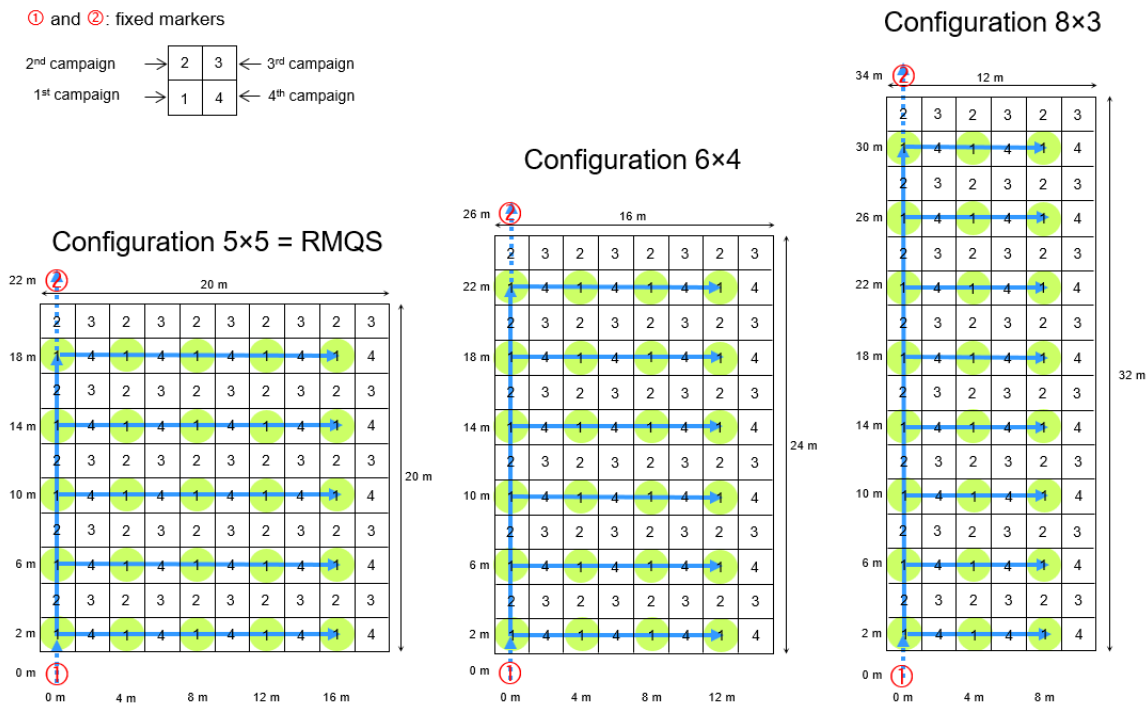 ① and ②: fixed markers
2nd campaign
2 3
3rd campaign
1st campaign
1 4
4th campaign
Configuration 5×5 = RMQS
22 m
2
20 m
2 3 2 3 2 3 2 3 2 3
18 m 1 4 1 4 1 4 1 4 1 4
2 3 2 3 2 3 2 3 2 3
14 m 1 4 1 4 1 4 1 4 1 4
2 3 2 3 2 3 2 3 2 3
20 m
10 m 1 4 1 4 1 4 1 4 1 4
2 3 2 3 2 3 2 3 2 3
6 m 1 4 1 4 1 4 1 4 1 4
2 3 2 3 2 3 2 3 2 3
2 m 1 4 1 4 1 4 1 4 1 4
0 m ①
0 m 4 m 8 m 12 m 16 m
Configuration 6×4
26 m ②
16 m
2 3 2 3 2 3 2 3
22 m 1 4 1 4 1 4 1 4
2 3 2 3 2 3 2 3
18 m 1 4 1 4 1 4 1 4
2 3 2 3 2 3 2 3
14 m 1 4 1 4 1 4 1 4
24 m
2 3 2 3 2 3 2 3
10 m 1 4 1 4 1 4 1 4
2 3 2 3 2 3 2 3
6 m 1 4 1 4 1 4 1 4
2 3 2 3 2 3 2 3
2 m 1 4 1 4 1 4 1 4
0 m ①
0 m 4 m 8 m 12 m
Configuration 8×3
34 m ②
12 m
2 3 2 3 2 3
30 m 1 4 1 4 1 4
2 3 2 3 2 3
26 m 1 4 1 4 1 4
2 3 2 3 2 3
22 m 1 4 1 4 1 4
2 3 2 3 2 3
18 m 1 4 1 4 1 4
32 m
2 3 2 3 2 3
14 m 1 4 1 4 1 4
2 3 2 3 2 3
10 m 1 4 1 4 1 4
2 3 2 3 2 3
6 m 1 4 1 4 1 4
2 3 2 3 2 3
2 m 1 4 1 4 1 4
0 m ①
0 m 4 m 8 m